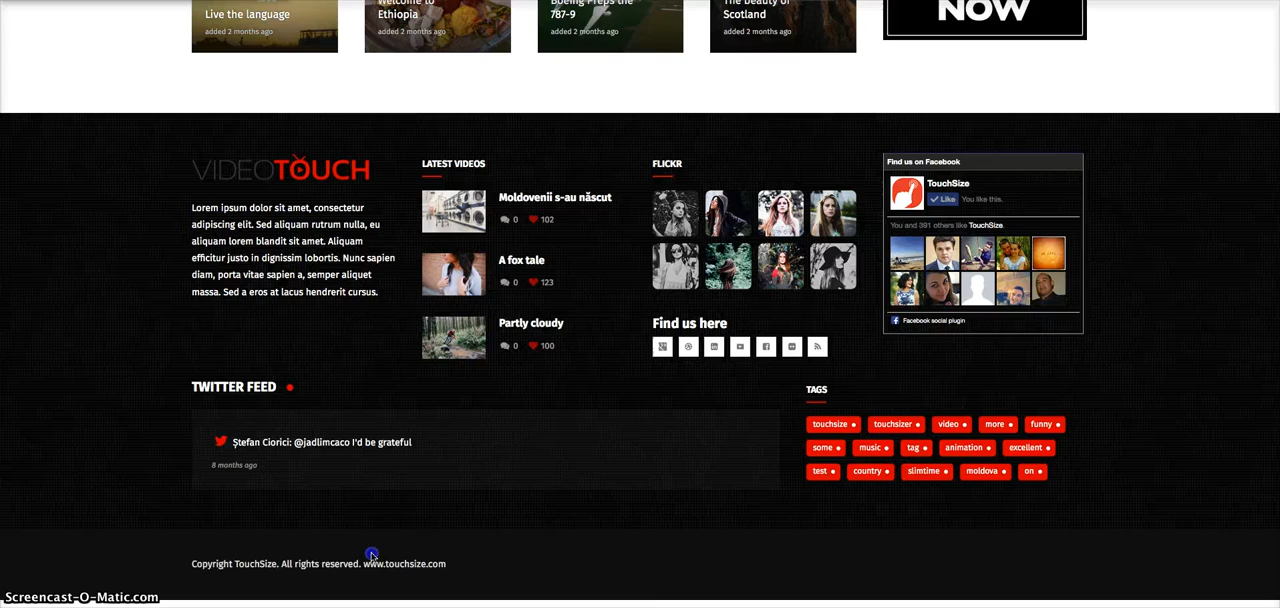 Live the language
added 2 months ago
Welcome to
Ethiopia
added 2 months ago
Boeing Preps the
787-9
added 2 months ago
The beauty of
Scotland
added 2 months ago
NOW
VIDEOTOUCH
Lorem ipsum dolor sit amet, consectetur
adipiscing elit. Sed aliquam rutrum nulla, eu
aliquam lorem blandit sit amet. Aliquam
efficitur justo in dignissim lobortis. Nunc sapien
diam, porta vitae sapien a, semper aliquet
massa. Sed a eros at lacus hendrerit cursus.
LATEST VIDEOS
Moldovenii s-au născut
0 102
A fox tale
0 123
Partly cloudy
0 100
FLICKR
Find us here
Find us on Facebook
TouchSize
Like You like this.
You and 391 others like TouchSize.
Facebook social plugin
TWITTER FEED
Ștefan Ciorici: @jadlimcaco I'd be grateful
8 months ago
TAGS
touchsize touchsizer video more funny
some music tag animation excellent
test country slimtime moldova on
Copyright TouchSize. All rights reserved. www.touchsize.com
Screencast-O-Matic.com